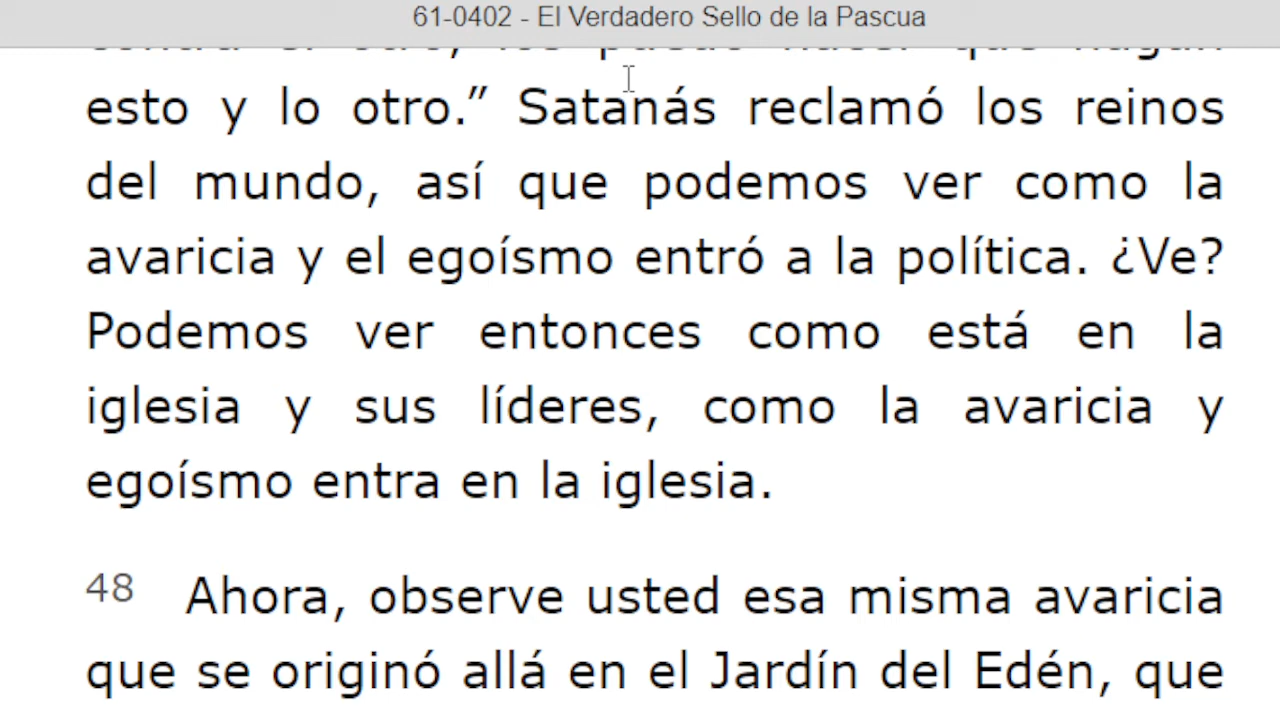 61-0402 - El Verdadero Sello de la Pascua
esto y lo otro.” Satanás reclamó los reinos
del mundo, así que podemos ver como la
avaricia y el egoísmo entró a la política. ¿Ve?
Podemos ver entonces como está en la
iglesia y sus líderes, como la avaricia y
egoísmo entra en la iglesia.
48 Ahora, observe usted esa misma avaricia
que se originó allá en el Jardín del Edén, que